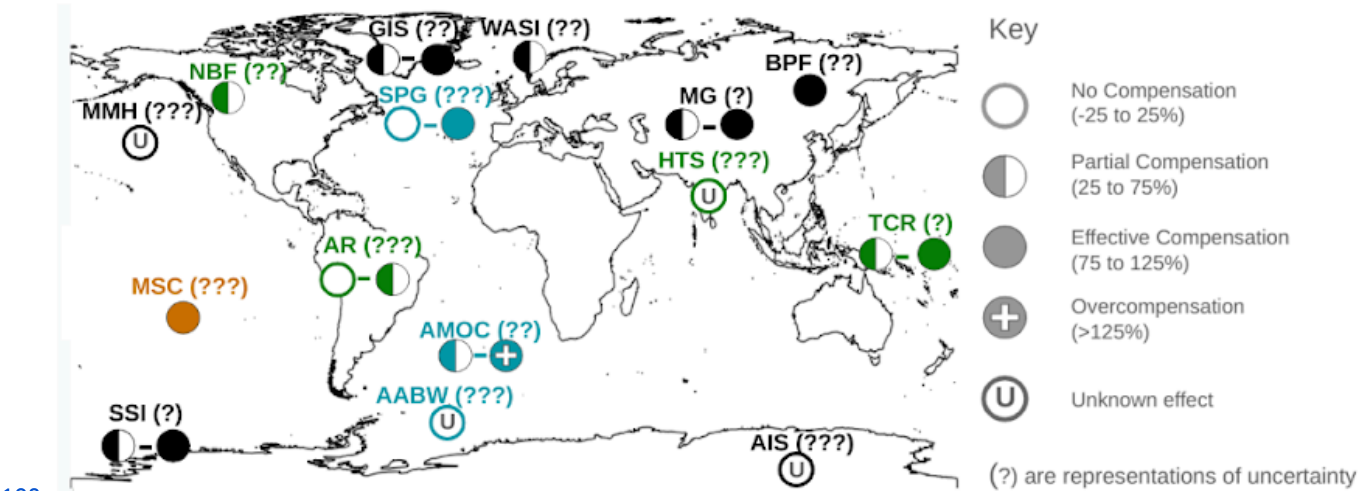 GIS (??) WASI (??)
NBF (??)
BPF (??)
MMH (???)
SPG (???)
MG (?)
U
HTS (???)
U
TCR (?)
AR (???)
MSC (???)
AMOC (??)
AABW (???)
U
SSI (?)
AIS (???)
U
Key
No Compensation
(-25 to 25%)
Partial Compensation
(25 to 75%)
Effective Compensation
(75 to 125%)
Overcompensation
(>125%)
U
Unknown effect
(?) are representations of uncertainty